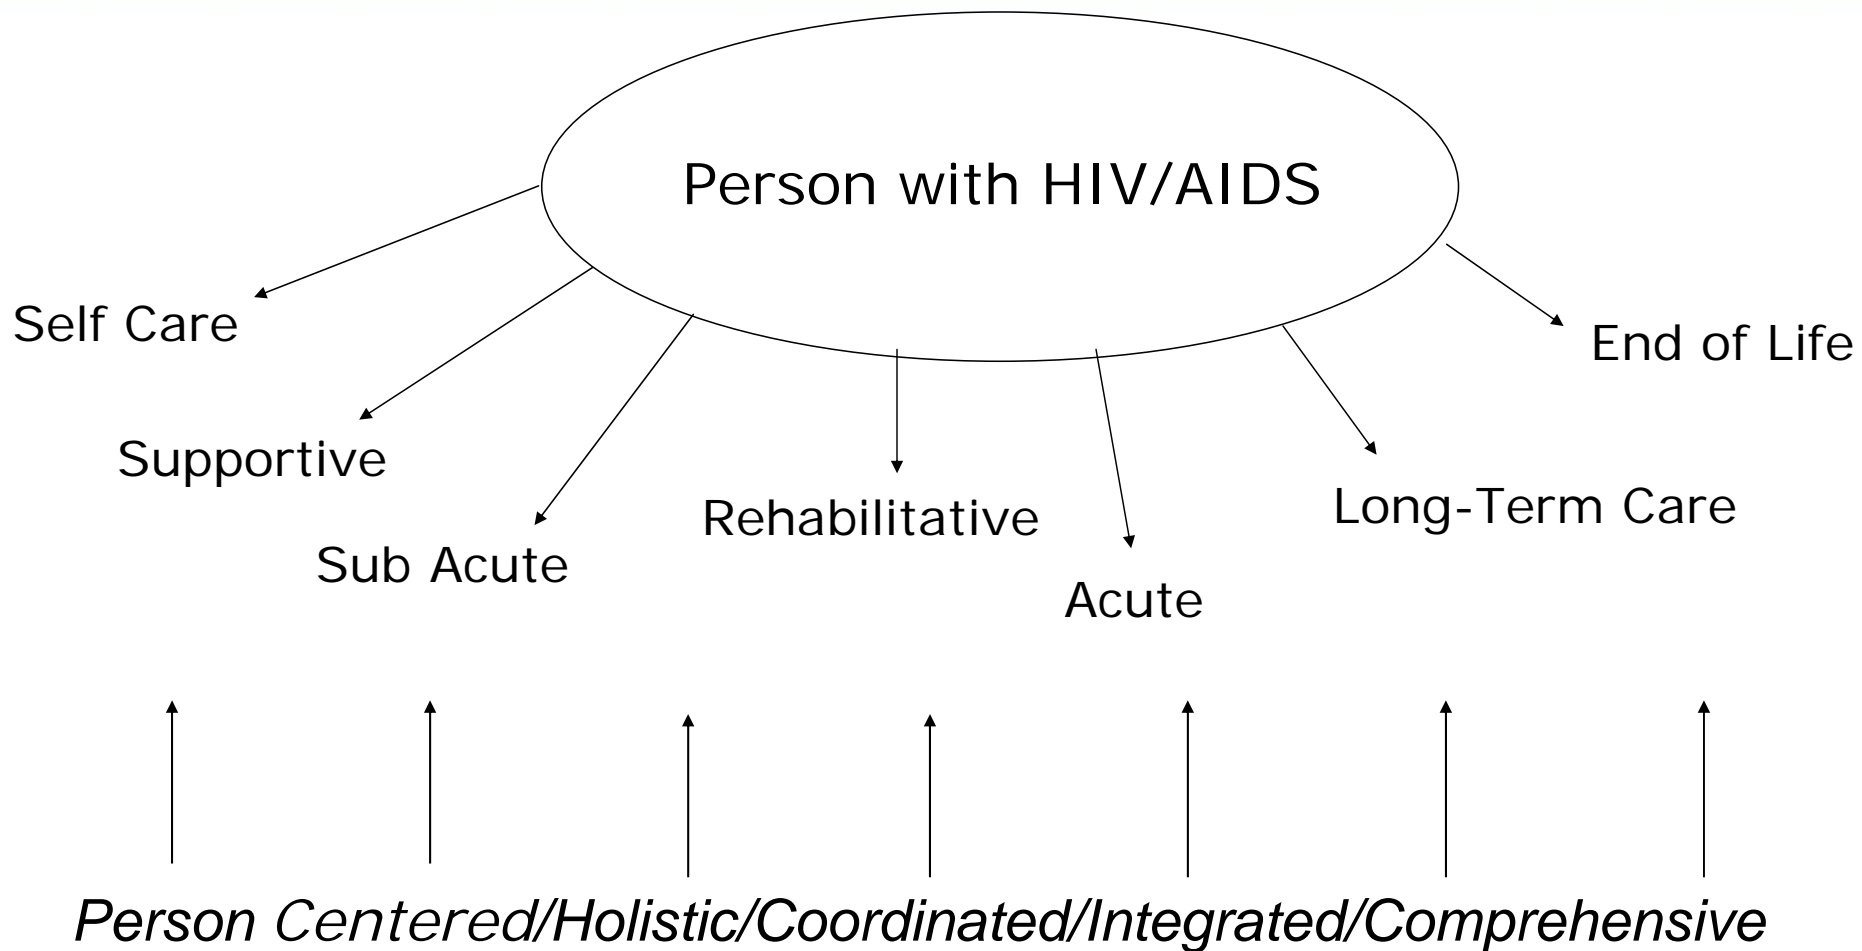 Person with HIV/AIDS
Self Care
Supportive
Sub Acute
Rehabilitative
Acute
Long-Term Care
End of Life
Person Centered/Holistic/Coordinated/Integrated/Comprehensive